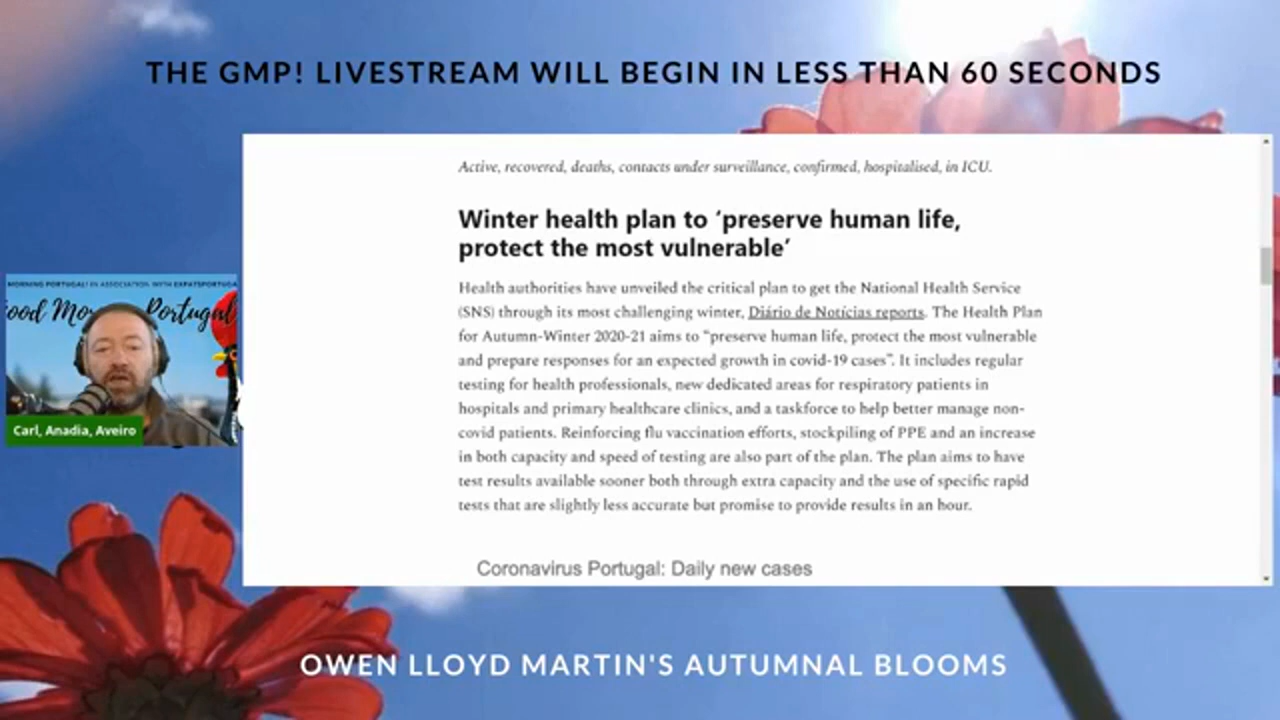 THE GMP! LIVESTREAM WILL BEGIN IN LESS THAN 60 SECONDS
Active, recovered, deaths, contacts under surveillance, confirmed, hospitalised, in ICU.
Winter health plan to ‘preserve human life,
protect the most vulnerable’
Health authorities have unveiled the critical plan to get the National Health Service
(SNS) through its most challenging winter, Diário de Notícias reports. The Health Plan
for Autumn-Winter 2020-21 aims to “preserve human life, protect the most vulnerable
and prepare responses for an expected growth in covid-19 cases”. It includes regular
testing for health professionals, new dedicated areas for respiratory patients in
hospitals and primary healthcare clinics, and a taskforce to help better manage non-
covid patients. Reinforcing flu vaccination efforts, stockpiling of PPE and an increase
in both capacity and speed of testing are also part of the plan. The plan aims to have
test results available sooner both through extra capacity and the use of specific rapid
tests that are slightly less accurate but promise to provide results in an hour.
Coronavirus Portugal: Daily new cases
MORNING PORTUGAL! IN ASSOCIATION WITH EXPATSPORTUGA
ood Mo Portugal
Carl, Anadia, Aveiro
OWEN LLOYD MARTIN'S AUTUMNAL BLOOMS